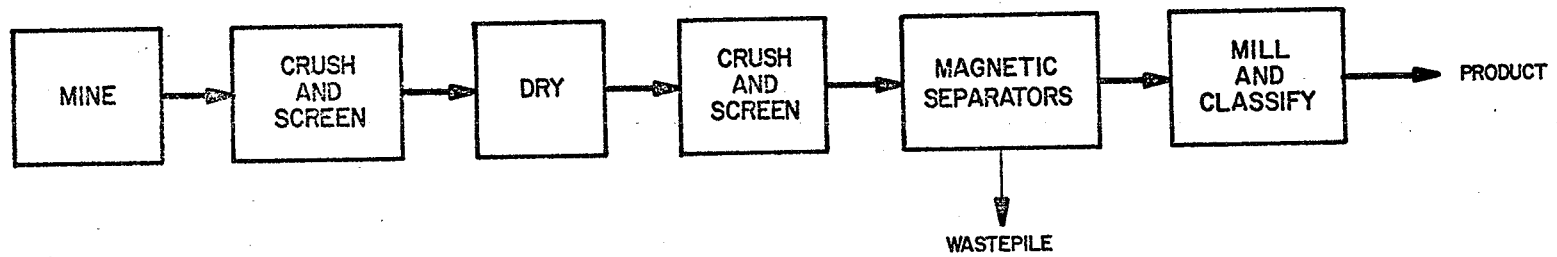 MINE
CRUSH
AND
SCREEN
DRY
CRUSH
AND
SCREEN
MAGNETIC
SEPARATORS
MILL
AND
CLASSIFY
PRODUCT
WASTEPILE